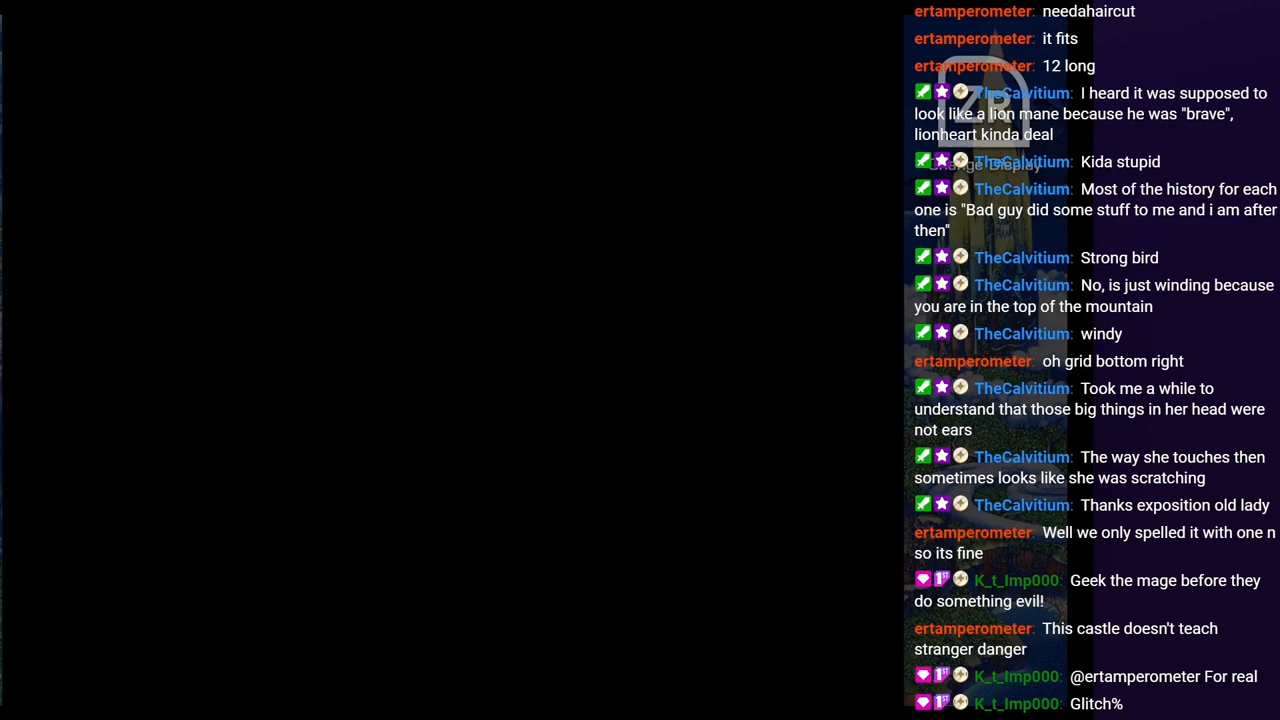 ertamperometer: needahaircut
ertamperometer: it fits
ertamperometer: 12 long
TheCalvitium: I heard it was supposed to
look like a lion mane because he was "brave",
lionheart kinda deal
ZR
TheCalvitium: Kida stupid
Change Display
TheCalvitium: Most of the history for each
one is "Bad guy did some stuff to me and i am after
then"
TheCalvitium: Strong bird
TheCalvitium: No, is just winding because
you are in the top of the mountain
TheCalvitium: windy
ertamperometer: oh grid bottom right
TheCalvitium: Took me a while to
understand that those big things in her head were
not ears
TheCalvitium: The way she touches then
sometimes looks like she was scratching
TheCalvitium: Thanks exposition old lady
ertamperometer: Well we only spelled it with one n
so its fine
1ST K_t_Imp000: Geek the mage before they
do something evil!
ertamperometer: This castle doesn't teach
stranger danger
1ST K_t_Imp000: @ertamperometer For real
1ST K_t_Imp000: Glitch%